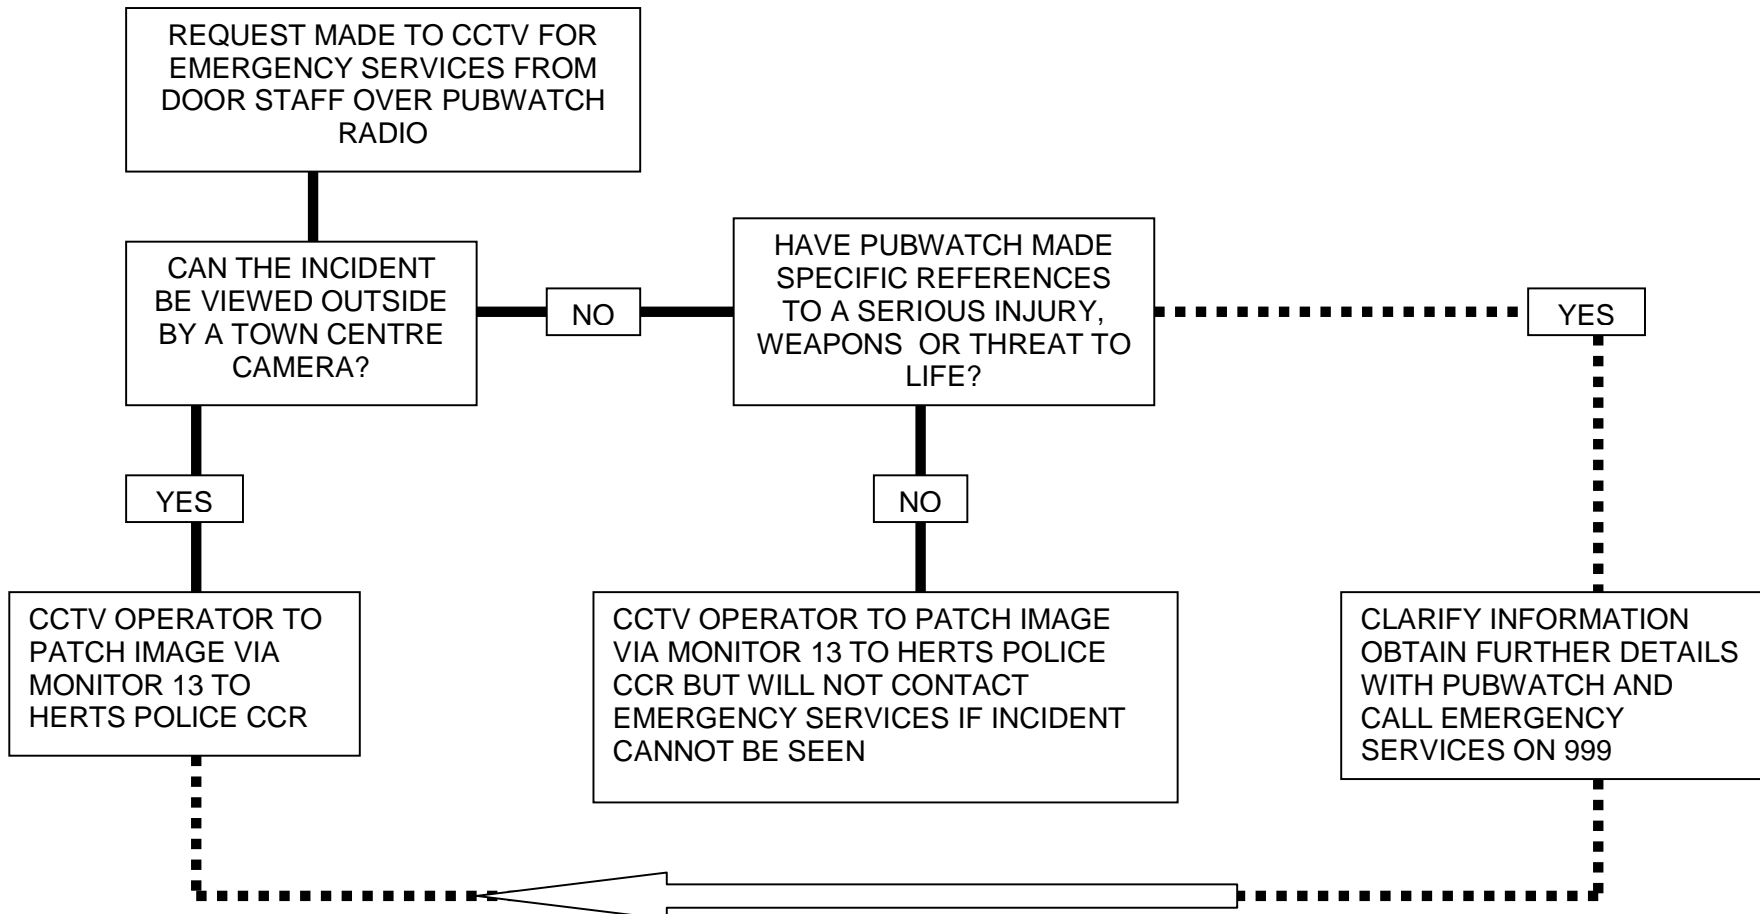 REQUEST MADE TO CCTV FOR
EMERGENCY SERVICES FROM
DOOR STAFF OVER PUBWATCH
RADIO
CAN THE INCIDENT
BE VIEWED OUTSIDE
BY A TOWN CENTRE
CAMERA?
NO
HAVE PUBWATCH MADE
SPECIFIC REFERENCES
TO A SERIOUS INJURY,
WEAPONS OR THREAT TO
LIFE?
YES
YES
NO
CCTV OPERATOR TO
PATCH IMAGE VIA
MONITOR 13 TO
HERTS POLICE CCR
CCTV OPERATOR TO PATCH IMAGE
VIA MONITOR 13 TO HERTS POLICE
CCR BUT WILL NOT CONTACT
EMERGENCY SERVICES IF INCIDENT
CANNOT BE SEEN
CLARIFY INFORMATION
OBTAIN FURTHER DETAILS
WITH PUBWATCH AND
CALL EMERGENCY
SERVICES ON 999